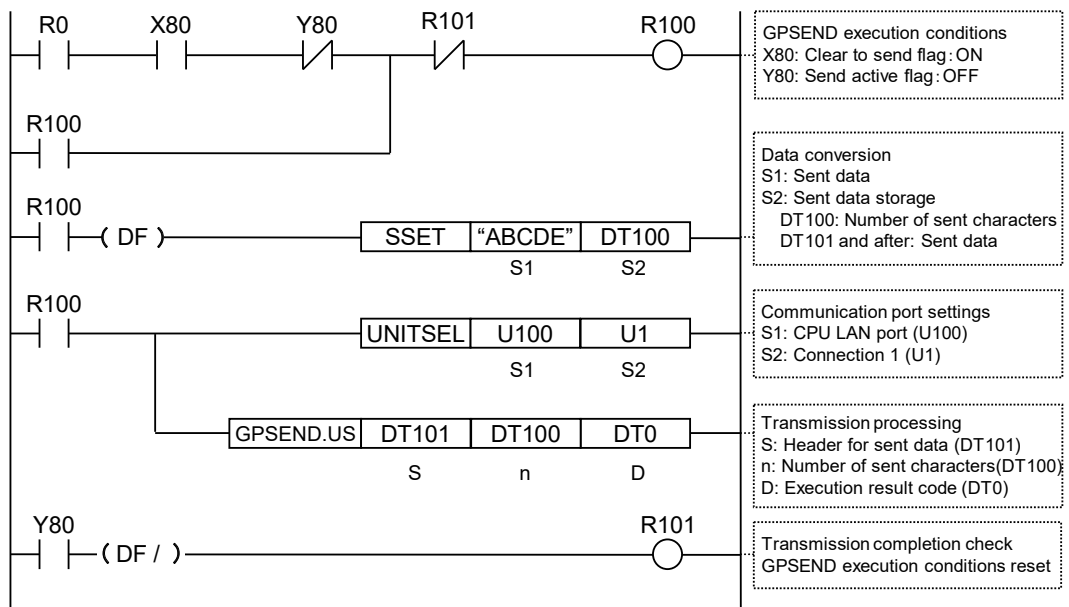 R0 X80 Y80 R101 R100
GPSEND execution conditions
X80: Clear to send flag:ON
Y80: Send active flag:OFF
R100
Data conversion
S1: Sent data
S2: Sent data storage
DT100: Number of sent characters
DT101 and after: Sent data
R100
( DF ) SSET “ABCDE” DT100
S1 S2
R100
Communication port settings
S1: CPU LAN port (U100)
S2: Connection 1 (U1)
UNITSEL U100 U1
S1 S2
Transmission processing
S: Header for sent data (DT101)
n: Number of sent characters(DT100)
D: Execution result code (DT0)
GPSEND.US DT101 DT100 DT0
S n D
Y80 R101
( DF / )
Transmission completion check
GPSEND execution conditions reset